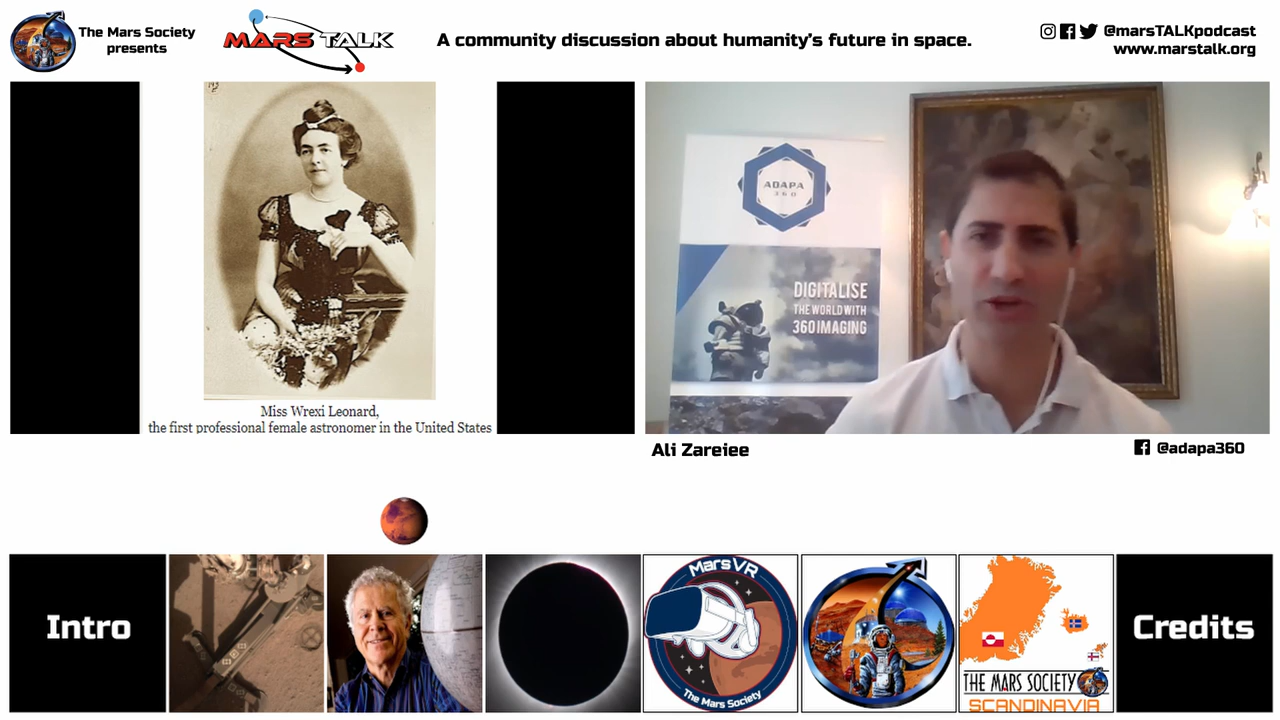 The Mars Society
presents
MARS TALK
A community discussion about humanity's future in space.
@marsTALKpodcast
www.marstalk.org
Miss Wrexi Leonard,
the first professional female astronomer in the United States
ADAPA
360
DIGITALISE
THE WORLD WITH
360 IMAGING
Ali Zareiee
@adapa360
Intro
MarsVR
The Mars Society
THE MARS SOCIETY
SCANDINAVIA
Credits